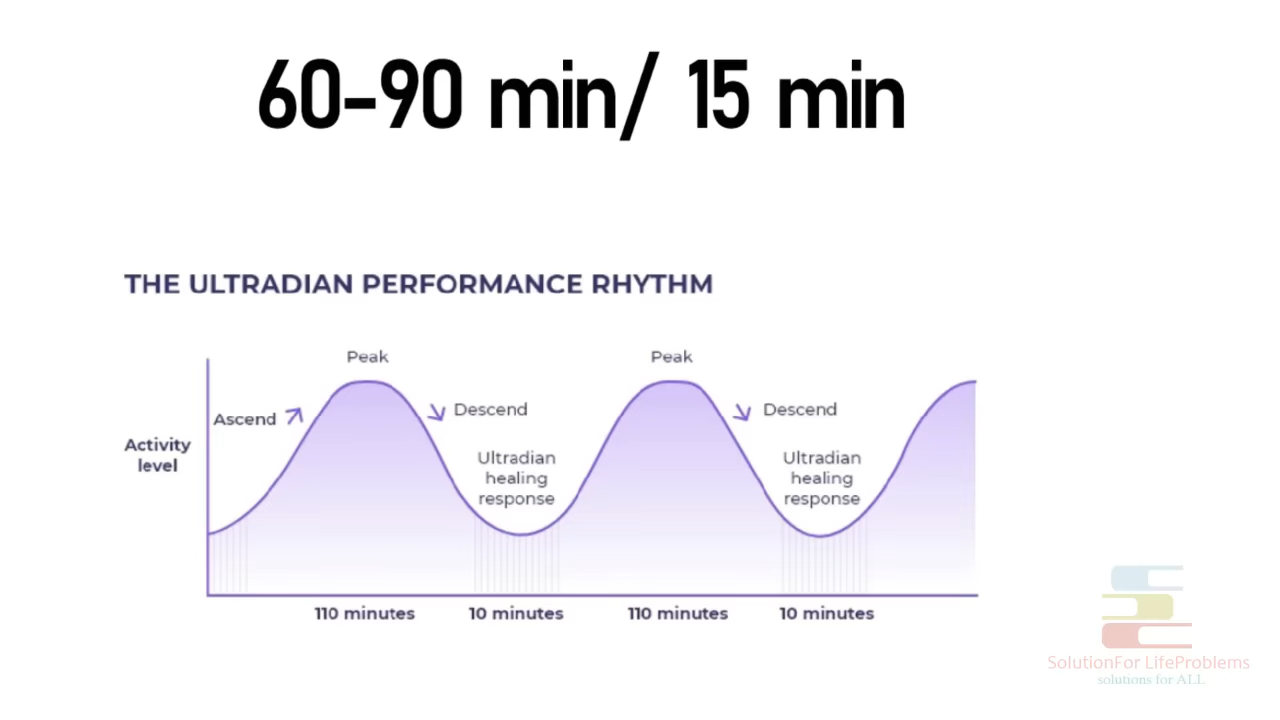 60-90 min/ 15 min
THE ULTRADIAN PERFORMANCE RHYTHM
Peak
Peak
Ascend
Descend
Descend
Activity
level
Ultradian
healing
response
Ultradian
healing
response
110 minutes
10 minutes
110 minutes
10 minutes
SolutionFor LifeProblems
solutions for ALL